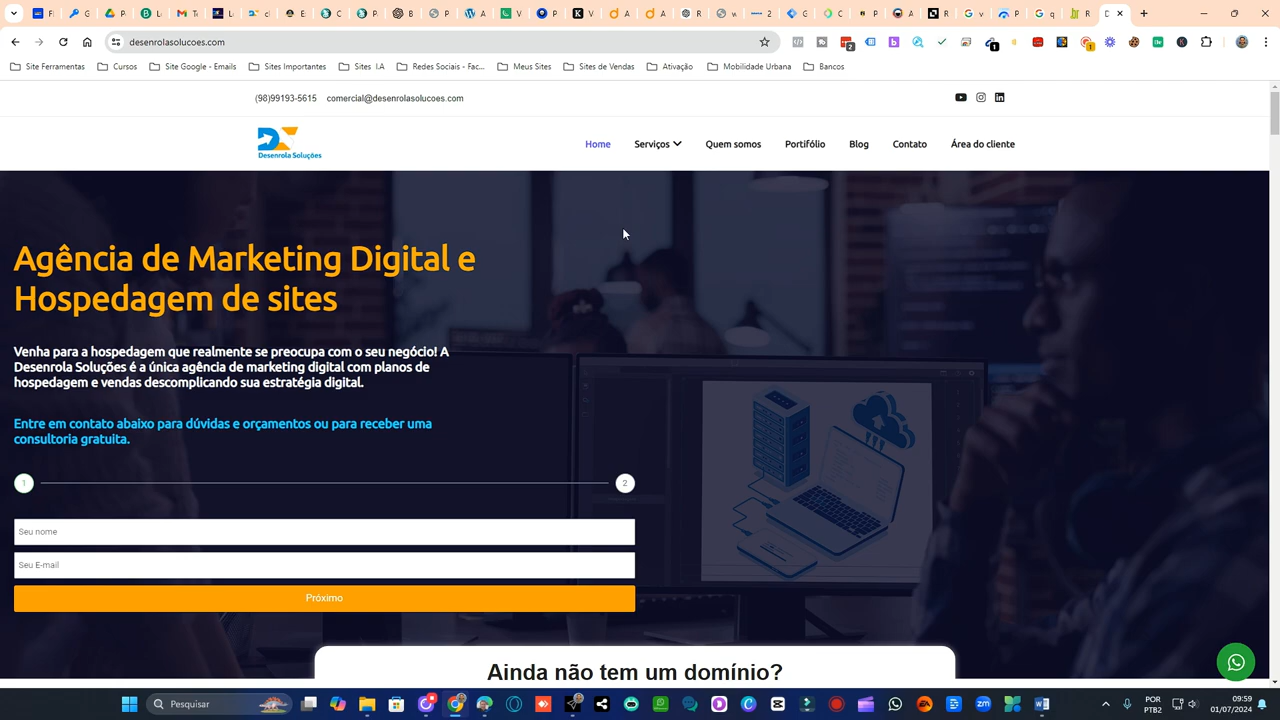 desenrolasolucoes.com
Site Ferramentas
Cursos
Site Google - Emails
Sites Importantes
Sites I.A
Redes Sociais - Fac...
Meus Sites
Sites de Vendas
Ativação
Mobilidade Urbana
Bancos
(98)99193-5615 comercial@desenrolasolucoes.com
Desenrola Soluções
Home Serviços Quem somos Portifólio Blog Contato Área do cliente
Agência de Marketing Digital e
Hospedagem de sites
Venha para a hospedagem que realmente se preocupa com o seu negócio! A
Desenrola Soluções é a única agência de marketing digital com planos de
hospedagem e vendas descomplicando sua estratégia digital.
Entre em contato abaixo para dúvidas e orçamentos ou para receber uma
consultoria gratuita.
1 2
Seu nome
Seu E-mail
Próximo
Ainda não tem um domínio?
Pesquisar
POR
PTB2
09:59
01/07/2024